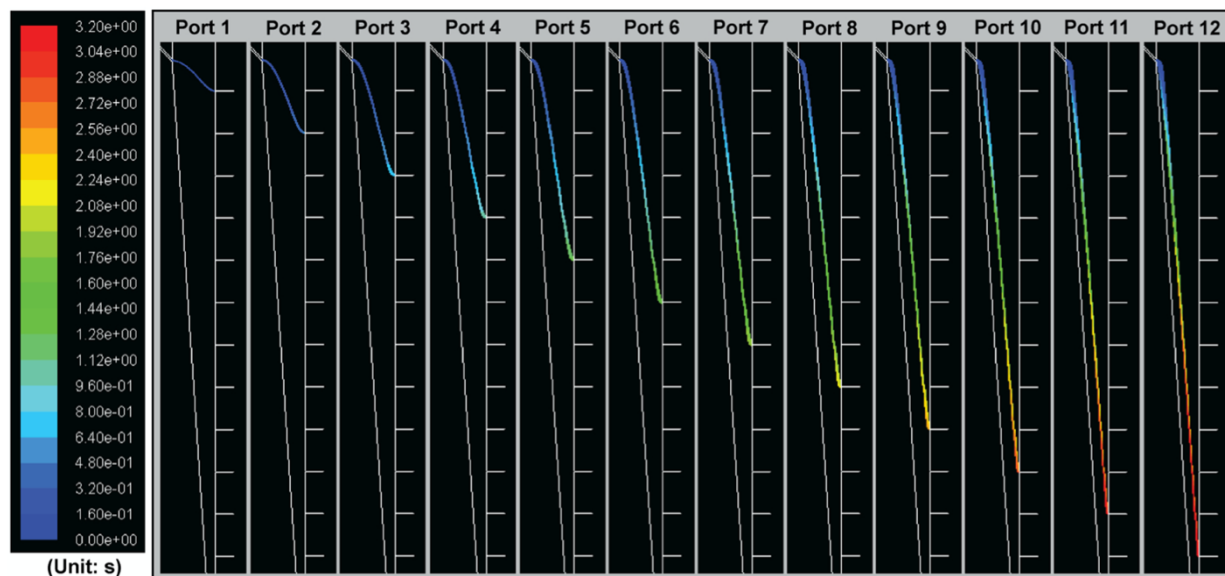 Port 1 Port 2 Port 3 Port 4 Port 5 Port 6 Port 7 Port 8 Port 9 Port 10 Port 11 Port 12
3.20e+00
3.04e+00
2.88e+00
2.72e+00
2.56e+00
2.40e+00
2.24e+00
2.08e+00
1.92e+00
1.76e+00
1.60e+00
1.44e+00
1.28e+00
1.12e+00
9.60e-01
8.00e-01
6.40e-01
4.80e-01
3.20e-01
1.60e-01
0.00e+00
(Unit: s)